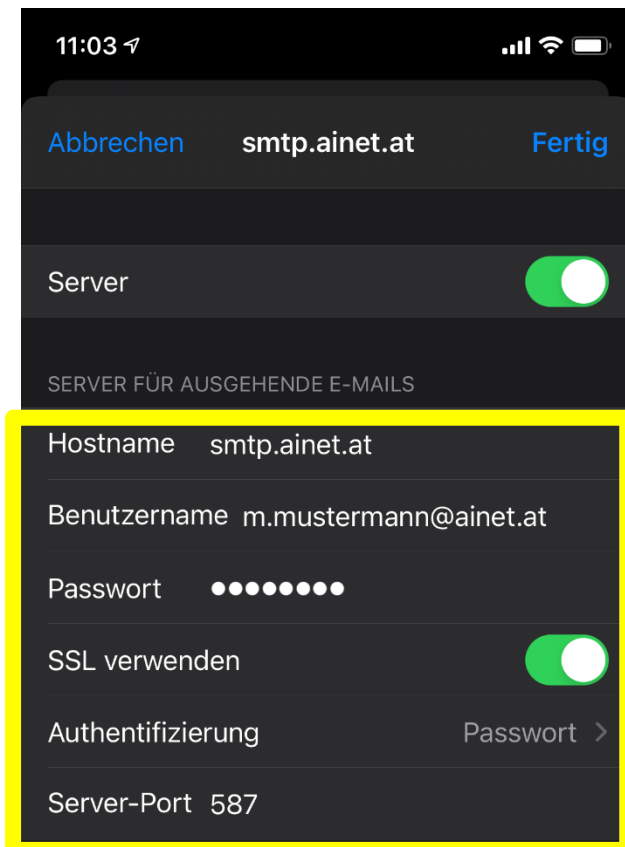 11:03
Abbrechen smtp.ainet.at Fertig
Server
SERVER FÜR AUSGEHENDE E-MAILS
Hostname smtp.ainet.at
Benutzername m.mustermann@ainet.at
Passwort ●●●●●●●●
SSL verwenden
Authentifizierung Passwort >
Server-Port 587